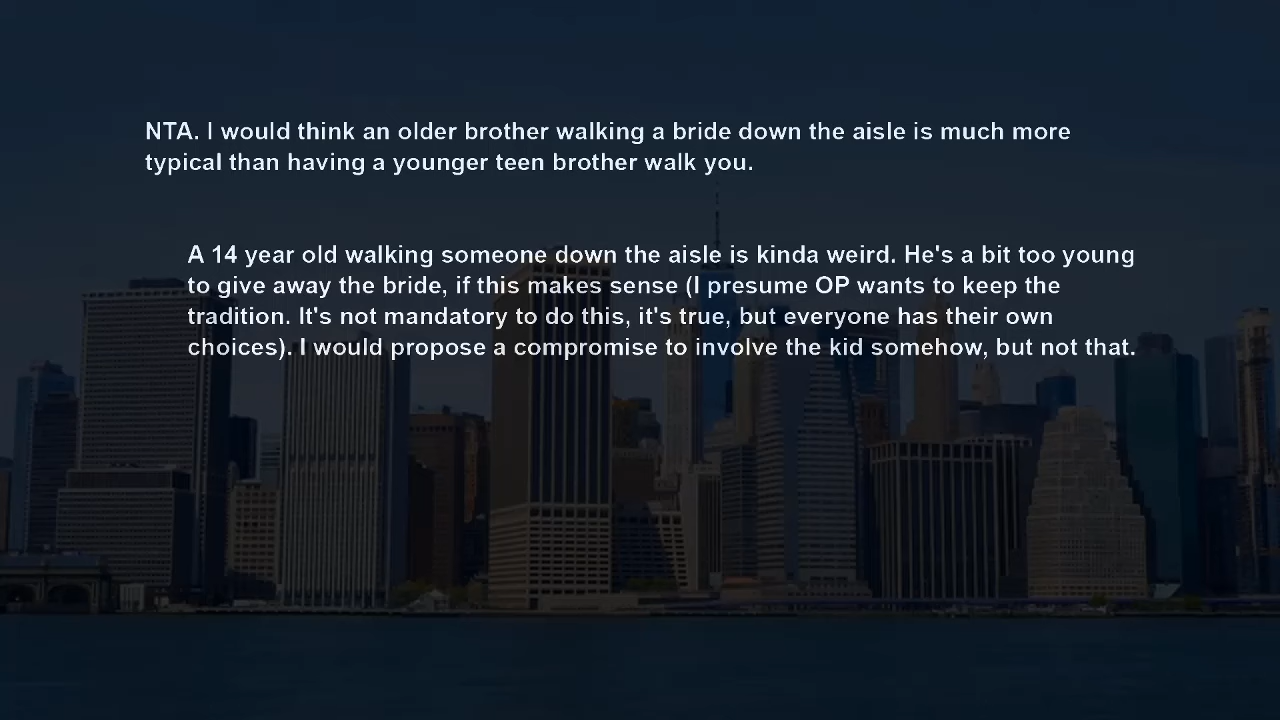 NTA. I would think an older brother walking a bride down the aisle is much more
typical than having a younger teen brother walk you.
A 14 year old walking someone down the aisle is kinda weird. He's a bit too young
to give away the bride, if this makes sense (I presume OP wants to keep the
tradition. It's not mandatory to do this, it's true, but everyone has their own
choices). I would propose a compromise to involve the kid somehow, but not that.